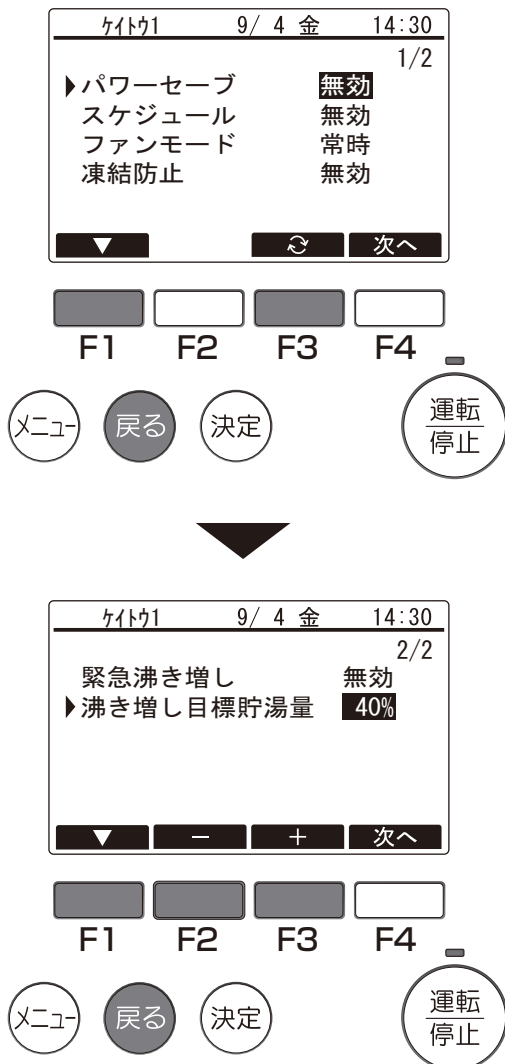 ｹｲﾄｳ1 9/ 4 金 14:30
1/2
パワーセーブ 無効
スケジュール 無効
ファンモード 常時
凍結防止 無効
▼ 次へ
F1 F2 F3 F4
メニュー 戻る 決定 運転
停止
ｹｲﾄｳ1 9/ 4 金 14:30
2/2
緊急沸き増し 無効
沸き増し目標貯湯量 40%
▼ － ＋ 次へ
F1 F2 F3 F4
メニュー 戻る 決定 運転
停止